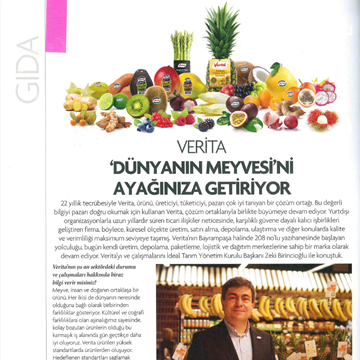 GIDA
VERİTA
'DÜNYANIN MEYVESİ'Nİ
AYAĞINIZA GETİRİYOR
22 yıllık tecrübesiyle Verita, ürünü, üreticiyi, tüketiciyi, pazarı çok iyi tanıyan bir çözüm ortağı. Bu değerli
bilgiyi pazarı doğru okumak için kullanan Verita, çözüm ortaklarıyla birlikte büyümeye devam ediyor. Yurtdışı
organizasyonlarla uzun yıllardır süren ticari ilişkiler neticesinde, karşılıklı güvene dayalı kalıcı işbirlikleri
geliştiren firma, böylece, küresel ölçekte üretim, satın alma, depolama, ulaştırma ve diğer konularda kalite
ve verimliliği maksimum seviyeye taşımış. Verita'nın Bayrampaşa halinde 208 no'lu yazıhanesinde başlayan
yolculuğu, bugün kendi üretim, depolama, paketleme, lojistik ve dağıtım merkezlerine sahip bir marka olarak
devam ediyor. Verita'yı ve çalışmalarını İdeal Tarım Yönetim Kurulu Başkanı Zeki Birincioğlu ile konuştuk.
Verita'nın şu an sektördeki durumu
ve çalışmaları hakkında biraz
bilgi verir misiniz?
Meyve, insan ve doğanın ortaklaşa bir
ürünü. Her ikisi de dünyanın neresinde
olduğuna bağlı olarak birbirinden
farklılıklar gösteriyor. Kültürel ve coğrafi
farklılıklara olan aşinalığımız sayesinde,
kolay bozulan ürünlerin olduğu bu
karmaşık iş alanında gün geçtikçe daha
iyi oluyoruz. Verita ürünleri yüksek
standartlarda ürünlerden oluşuyor.
Hedeflenen standartları sağlamak